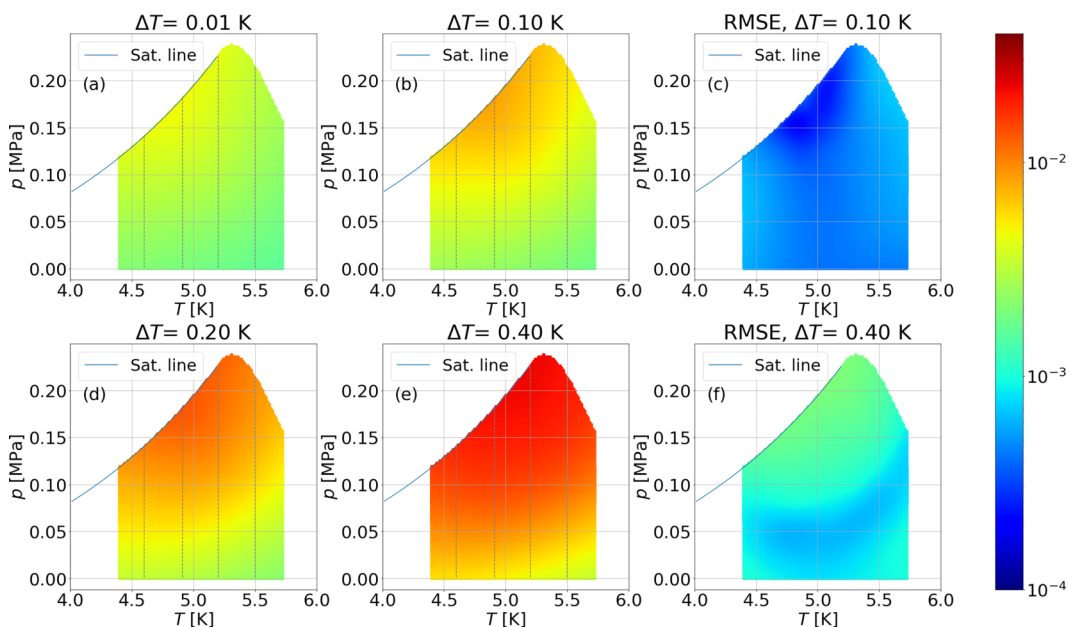 ΔT= 0.01 K
ΔT= 0.10 K
RMSE, ΔT= 0.10 K
Sat. line
Sat. line
Sat. line
(a)
(b)
(c)
0.20
0.15
0.10
0.05
0.00
p [MPa]
0.20
0.15
0.10
0.05
0.00
p [MPa]
0.20
0.15
0.10
0.05
0.00
p [MPa]
4.0 4.5 5.0 5.5 6.0
T [K]
4.0 4.5 5.0 5.5 6.0
T [K]
4.0 4.5 5.0 5.5 6.0
T [K]
ΔT= 0.20 K
ΔT= 0.40 K
RMSE, ΔT= 0.40 K
Sat. line
Sat. line
Sat. line
(d)
(e)
(f)
0.20
0.15
0.10
0.05
0.00
p [MPa]
0.20
0.15
0.10
0.05
0.00
p [MPa]
0.20
0.15
0.10
0.05
0.00
p [MPa]
4.0 4.5 5.0 5.5 6.0
T [K]
4.0 4.5 5.0 5.5 6.0
T [K]
4.0 4.5 5.0 5.5 6.0
T [K]
10⁻²
10⁻³
10⁻⁴